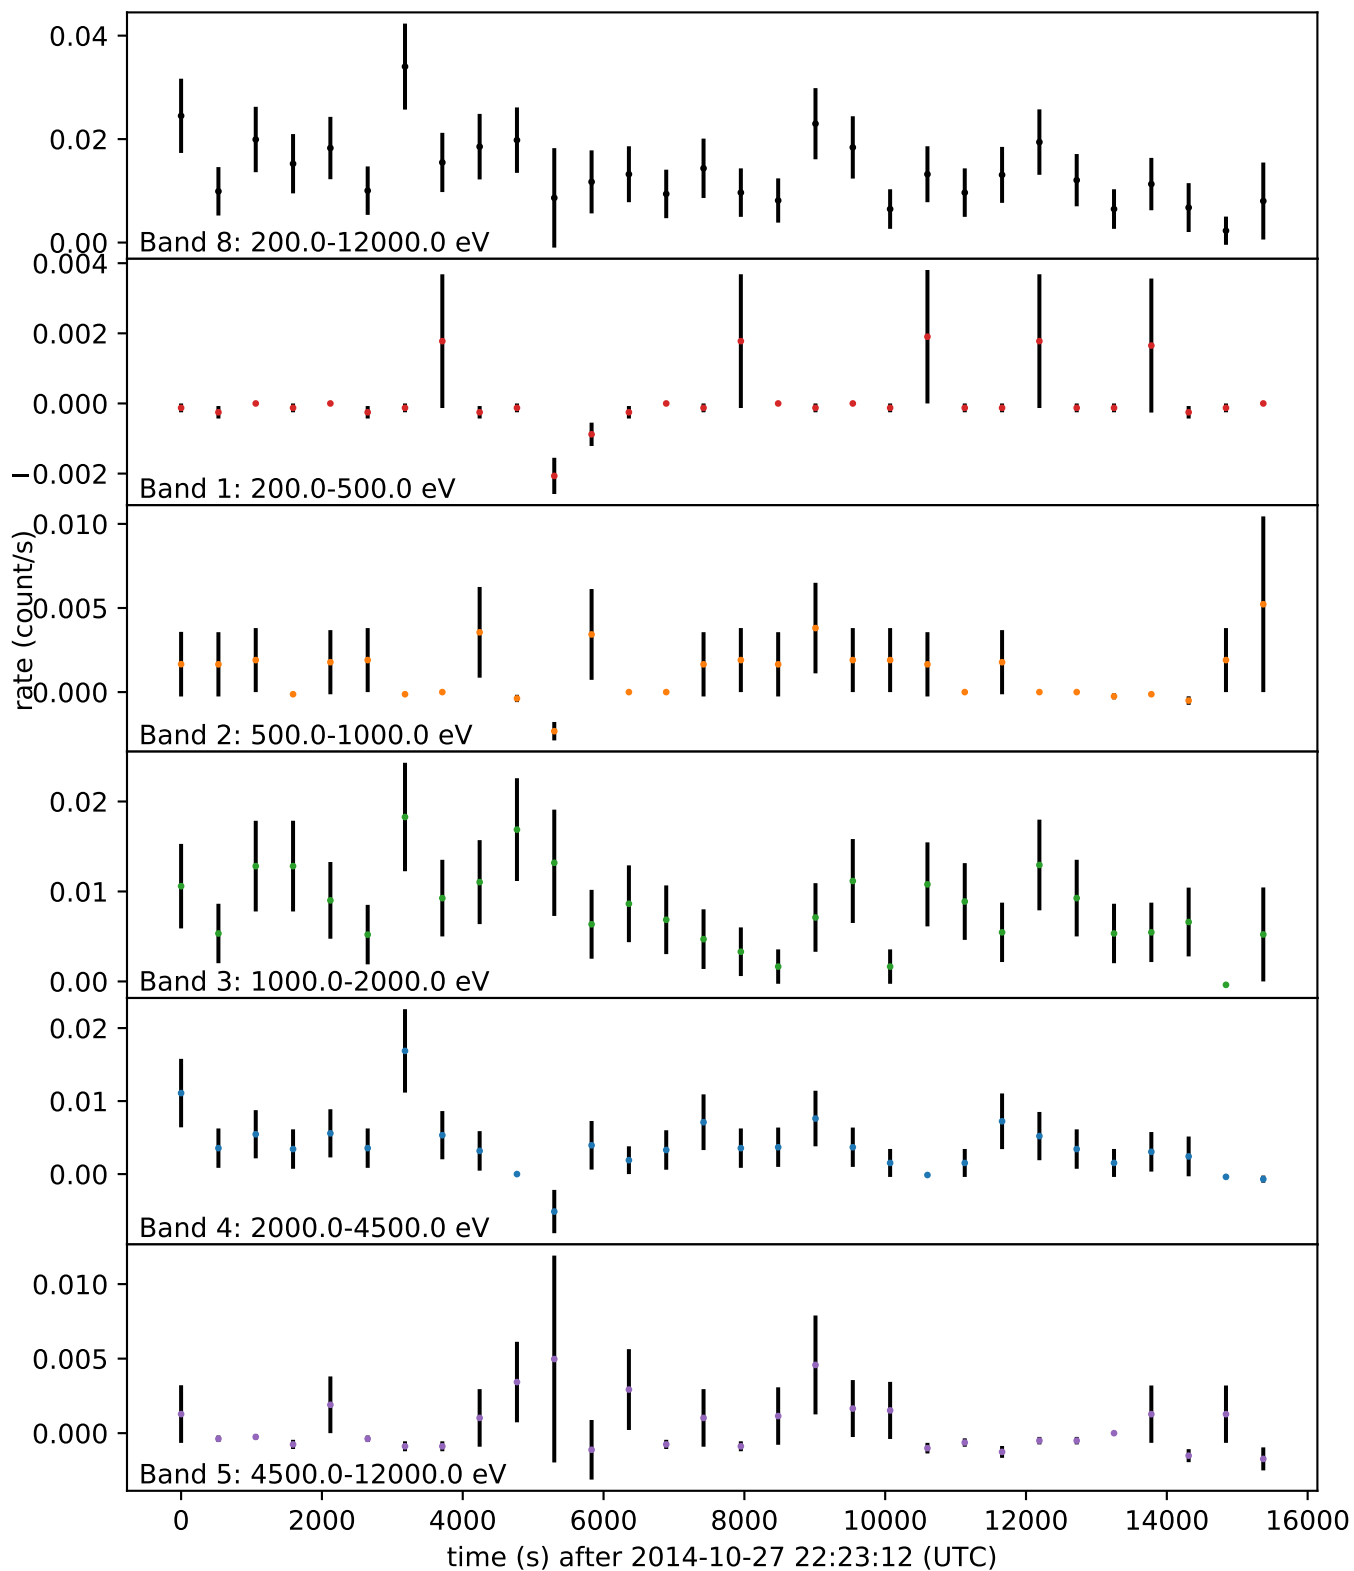 0.04
0.02
0.00
Band 8: 200.0-12000.0 eV
0.004
0.002
0.000
−0.002
Band 1: 200.0-500.0 eV
rate (count/s)
0.010
0.005
0.000
Band 2: 500.0-1000.0 eV
0.02
0.01
0.00
Band 3: 1000.0-2000.0 eV
0.02
0.01
0.00
Band 4: 2000.0-4500.0 eV
0.010
0.005
0.000
Band 5: 4500.0-12000.0 eV
0 2000 4000 6000 8000 10000 12000 14000 16000
time (s) after 2014-10-27 22:23:12 (UTC)